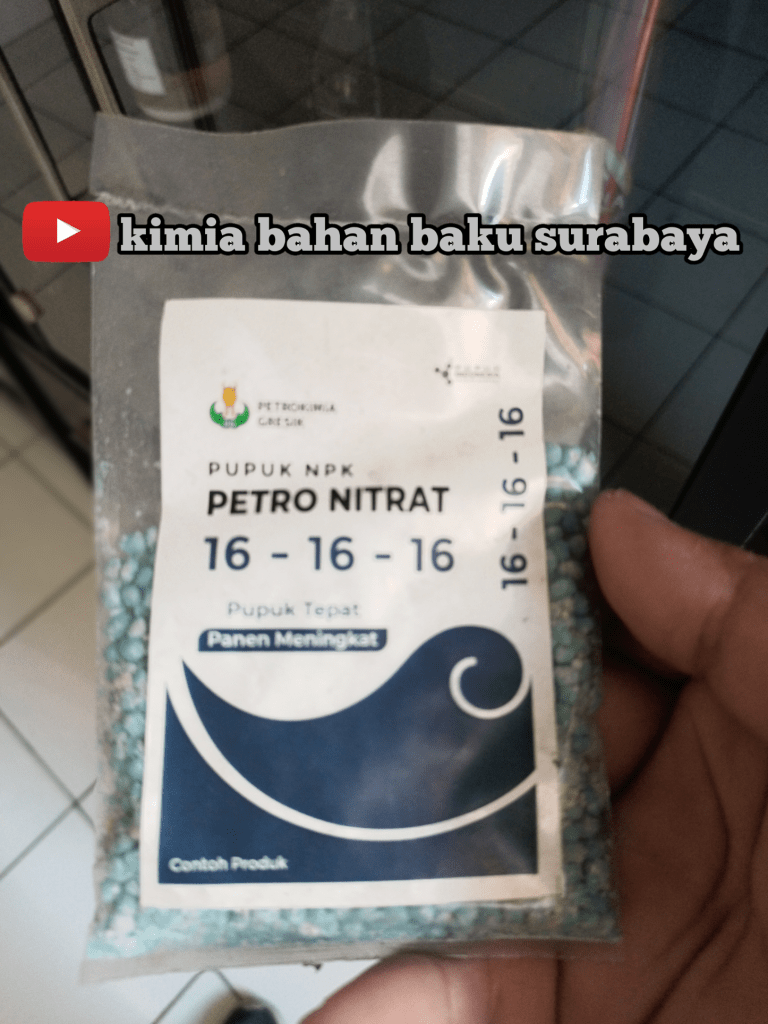 kimia bahan baku surabaya
PETROKIMIA
GRESIK
PUPUK NPK
PETRO NITRAT
16 - 16 - 16
16 - 16 - 16
Pupuk Tepat
Panen Meningkat
Contoh Produk